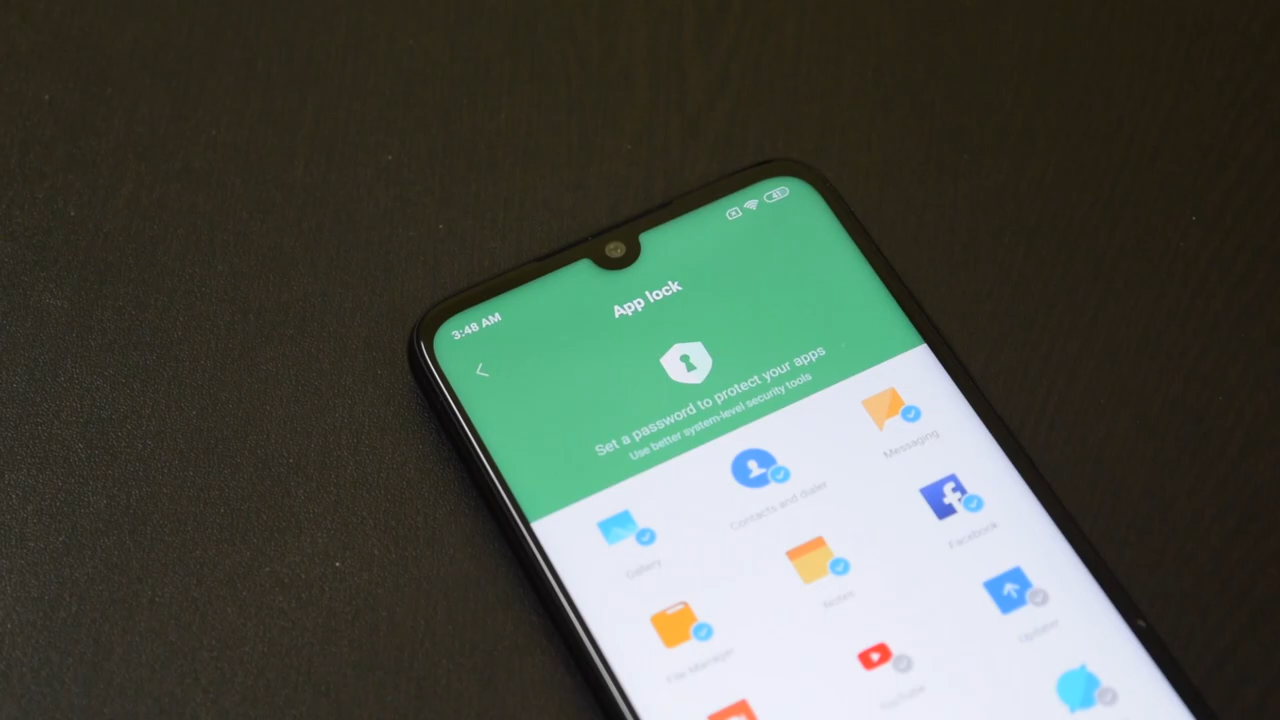 3:48 AM
41
App lock
Set a password to protect your apps
Use better system-level security tools
Gallery
Contacts and dialer
Messaging
File Manager
Notes
Facebook
YouTube
Updater